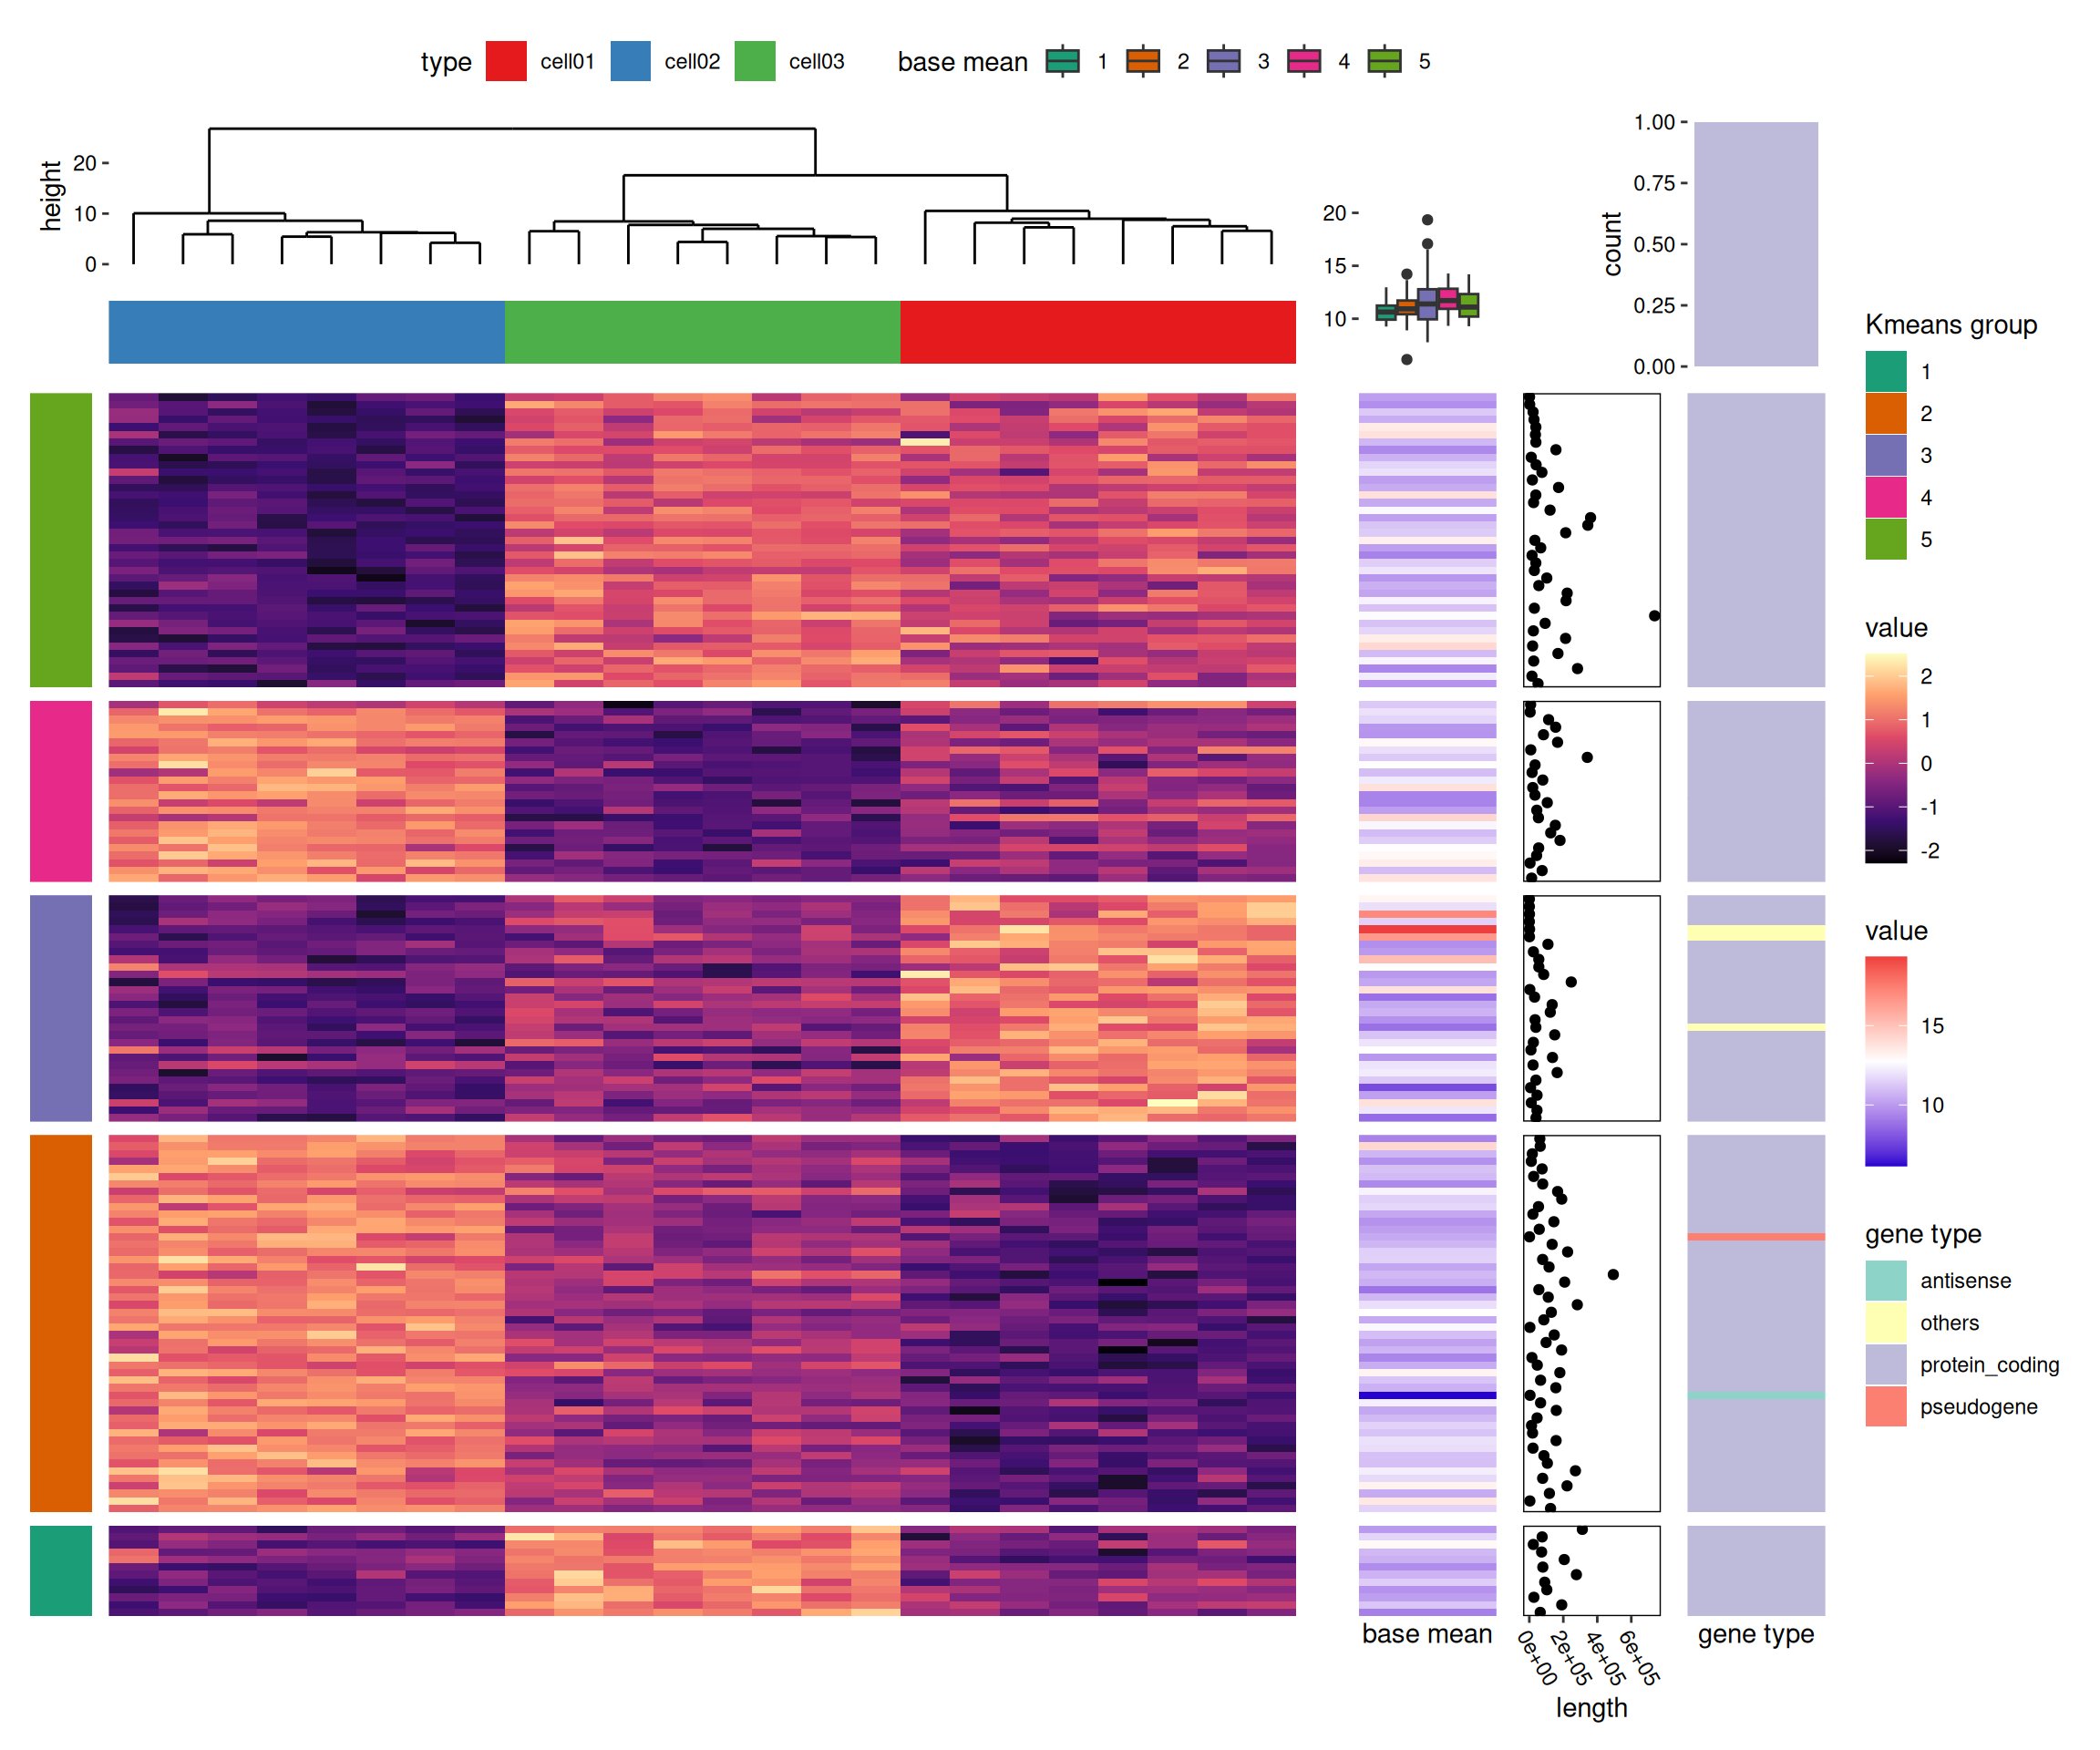 type cell01 cell02 cell03 base mean 1 2 3 4 5
height
20
10
0
20
15
10
count
1.00
0.75
0.50
0.25
0.00
Kmeans group
1
2
3
4
5
value
2
1
0
-1
-2
value
15
10
gene type
antisense
others
protein_coding
pseudogene
base mean
0e+00 2e+05 4e+05 6e+05
length
gene type